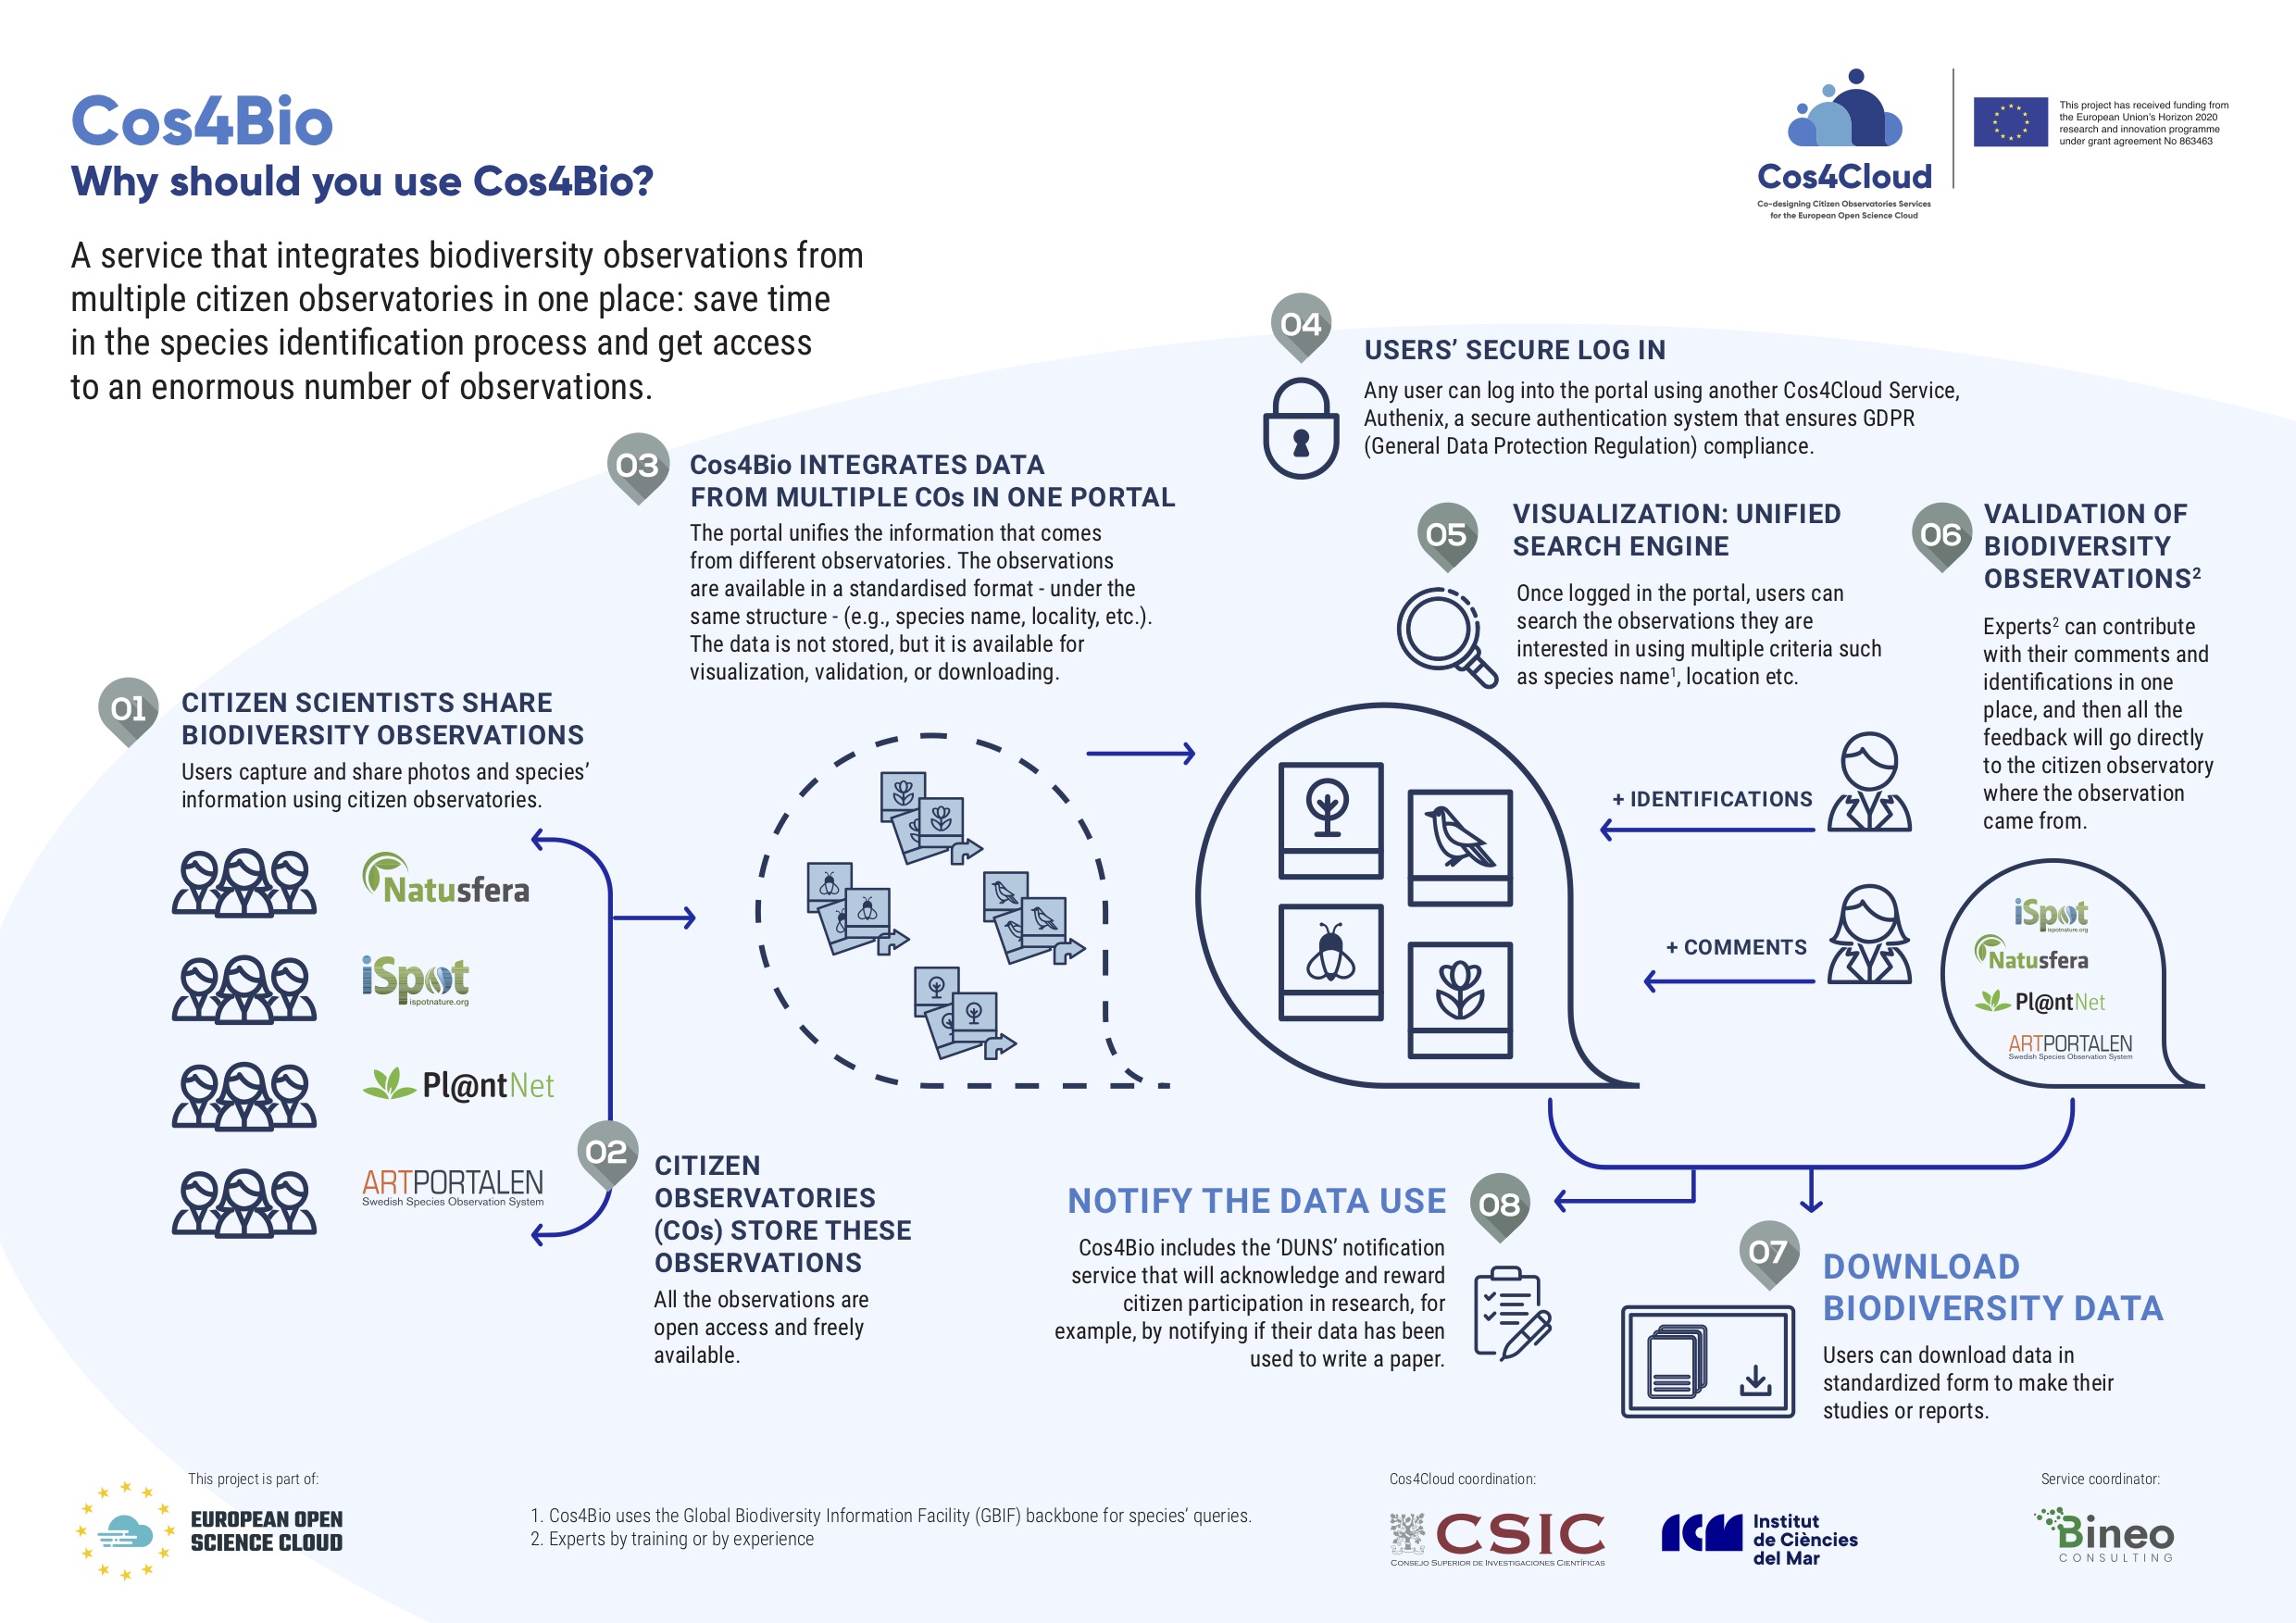 Cos4Bio
Why should you use Cos4Bio?
A service that integrates biodiversity observations from
multiple citizen observatories in one place: save time
in the species identification process and get access
to an enormous number of observations.
Cos4Cloud
Co-designing Citizen Observatories Services
for the European Open Science Cloud
This project has received funding from
the European Union's Horizon 2020
research and innovation programme
under grant agreement No 863463
01
CITIZEN SCIENTISTS SHARE
BIODIVERSITY OBSERVATIONS
Users capture and share photos and species’
information using citizen observatories.
Natusfera
iSpot
ispotnature.org
Pl@ntNet
ARTPORTALEN
Swedish Species Observation System
02
CITIZEN
OBSERVATORIES
(COs) STORE THESE
OBSERVATIONS
All the observations are
open access and freely
available.
03
Cos4Bio INTEGRATES DATA
FROM MULTIPLE COs IN ONE PORTAL
The portal unifies the information that comes
from different observatories. The observations
are available in a standardised format - under the
same structure - (e.g., species name, locality, etc.).
The data is not stored, but it is available for
visualization, validation, or downloading.
04
USERS’ SECURE LOG IN
Any user can log into the portal using another Cos4Cloud Service,
Authenix, a secure authentication system that ensures GDPR
(General Data Protection Regulation) compliance.
05
VISUALIZATION: UNIFIED
SEARCH ENGINE
Once logged in the portal, users can
search the observations they are
interested in using multiple criteria such
as species name¹, location etc.
06
VALIDATION OF
BIODIVERSITY
OBSERVATIONS²
Experts² can contribute
with their comments and
identifications in one
place, and then all the
feedback will go directly
to the citizen observatory
where the observation
came from.
+ IDENTIFICATIONS
+ COMMENTS
iSpot
ispotnature.org
Natusfera
Pl@ntNet
ARTPORTALEN
Swedish Species Observation System
07
DOWNLOAD
BIODIVERSITY DATA
Users can download data in
standardized form to make their
studies or reports.
08
NOTIFY THE DATA USE
Cos4Bio includes the ‘DUNS’ notification
service that will acknowledge and reward
citizen participation in research, for
example, by notifying if their data has been
used to write a paper.
This project is part of:
EUROPEAN OPEN
SCIENCE CLOUD
1. Cos4Bio uses the Global Biodiversity Information Facility (GBIF) backbone for species’ queries.
2. Experts by training or by experience
Cos4Cloud coordination:
CSIC
CONSEJO SUPERIOR DE INVESTIGACIONES CIENTÍFICAS
ICM
Institut
de Ciències
del Mar
Service coordinator:
Bineo
CONSULTING